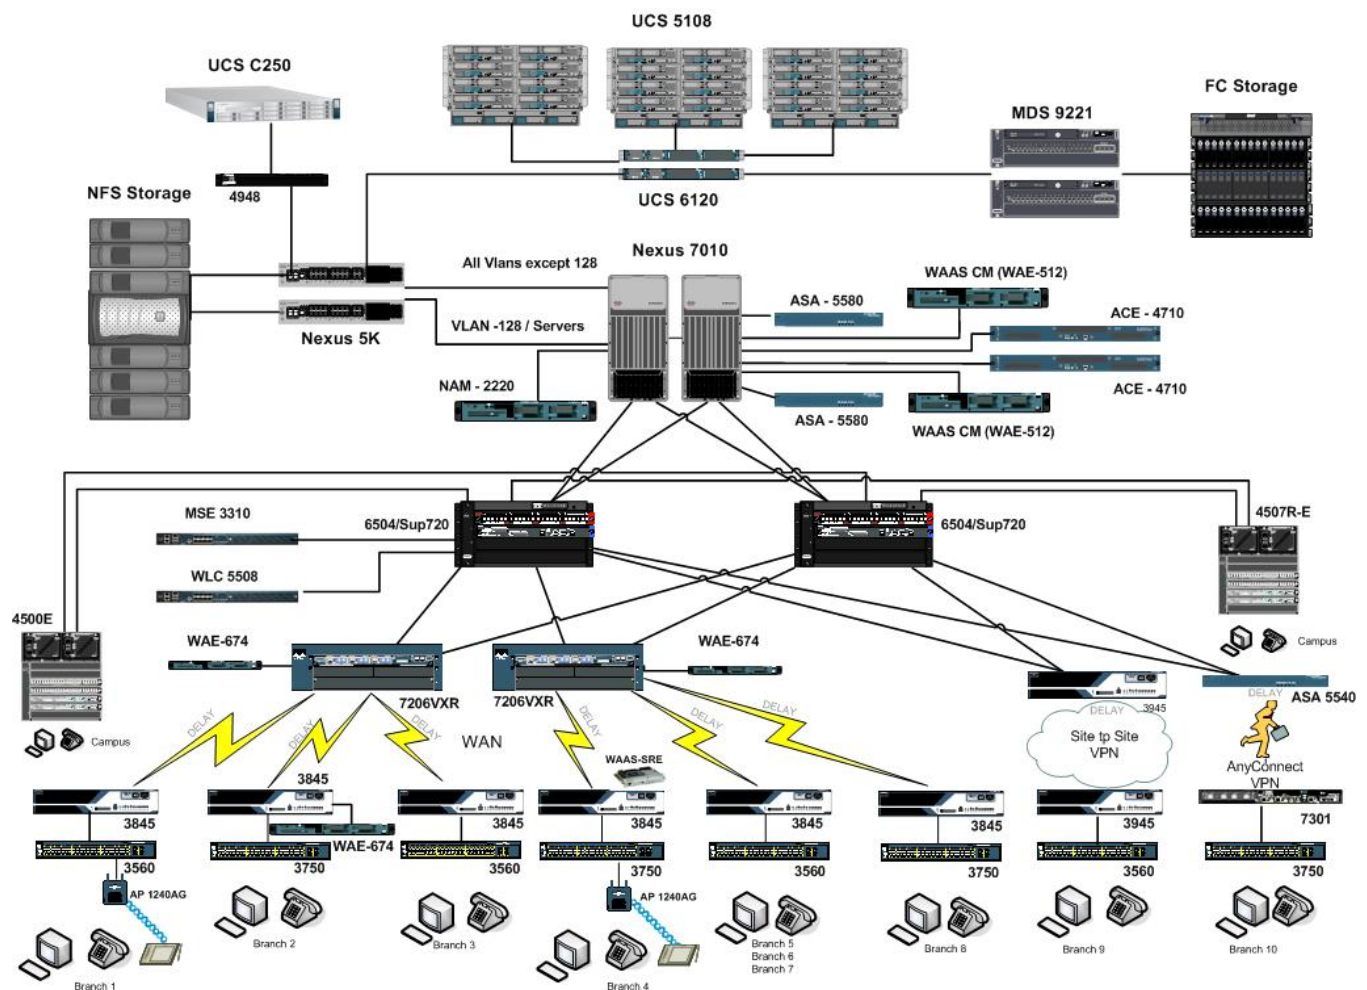 UCS 5108
UCS C250
FC Storage
MDS 9221
4948
NFS Storage
UCS 6120
Nexus 7010
All Vlans except 128
WAAS CM (WAE-512)
ASA - 5580
ACE - 4710
VLAN -128 / Servers
Nexus 5K
NAM - 2220
ACE - 4710
ASA - 5580
WAAS CM (WAE-512)
MSE 3310
6504/Sup720
6504/Sup720
4507R-E
WLC 5508
4500E
WAE-674
WAE-674
Campus
7206VXR
7206VXR
3945
ASA 5540
DELAY
DELAY
DELAY
DELAY
DELAY
DELAY
DELAY
DELAY
Campus
WAN
Site tp Site
VPN
WAAS-SRE
AnyConnect
VPN
3845
3845
3845
3845
3845
3845
3945
7301
WAE-674
3560
3750
3560
3750
3560
3750
3560
3750
AP 1240AG
AP 1240AG
Branch 1
Branch 2
Branch 3
Branch 4
Branch 5
Branch 6
Branch 7
Branch 8
Branch 9
Branch 10